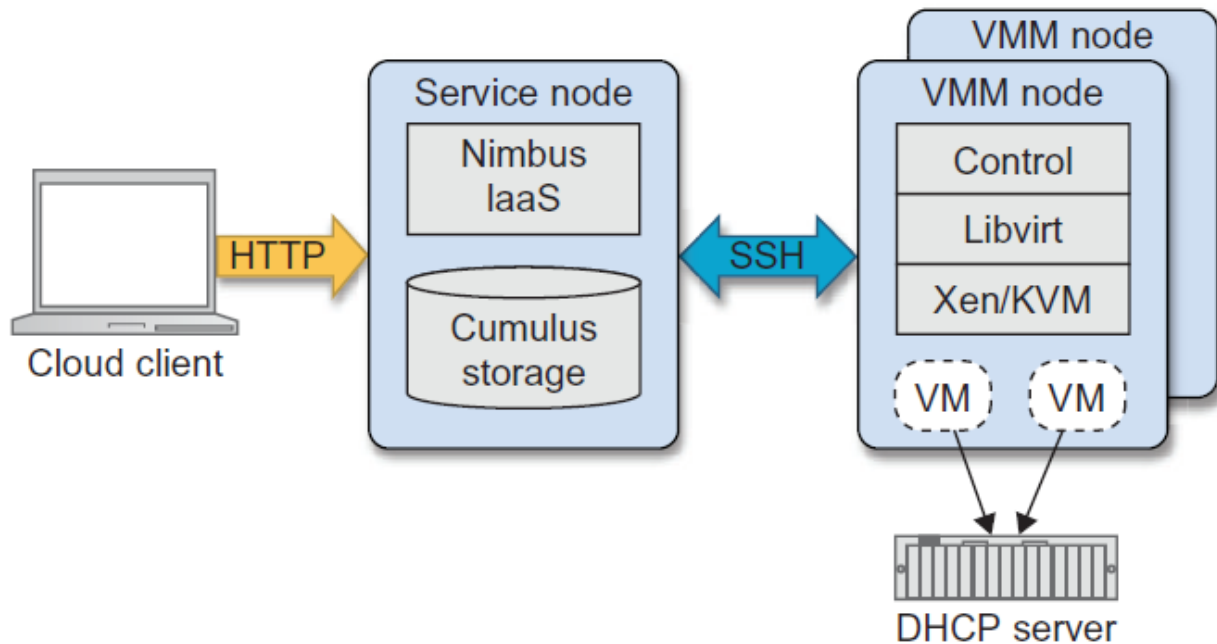 VMM node
Service node
VMM node
Nimbus
IaaS
Control
Libvirt
Xen/KVM
HTTP
SSH
Cumulus
storage
Cloud client
VM
VM
DHCP server